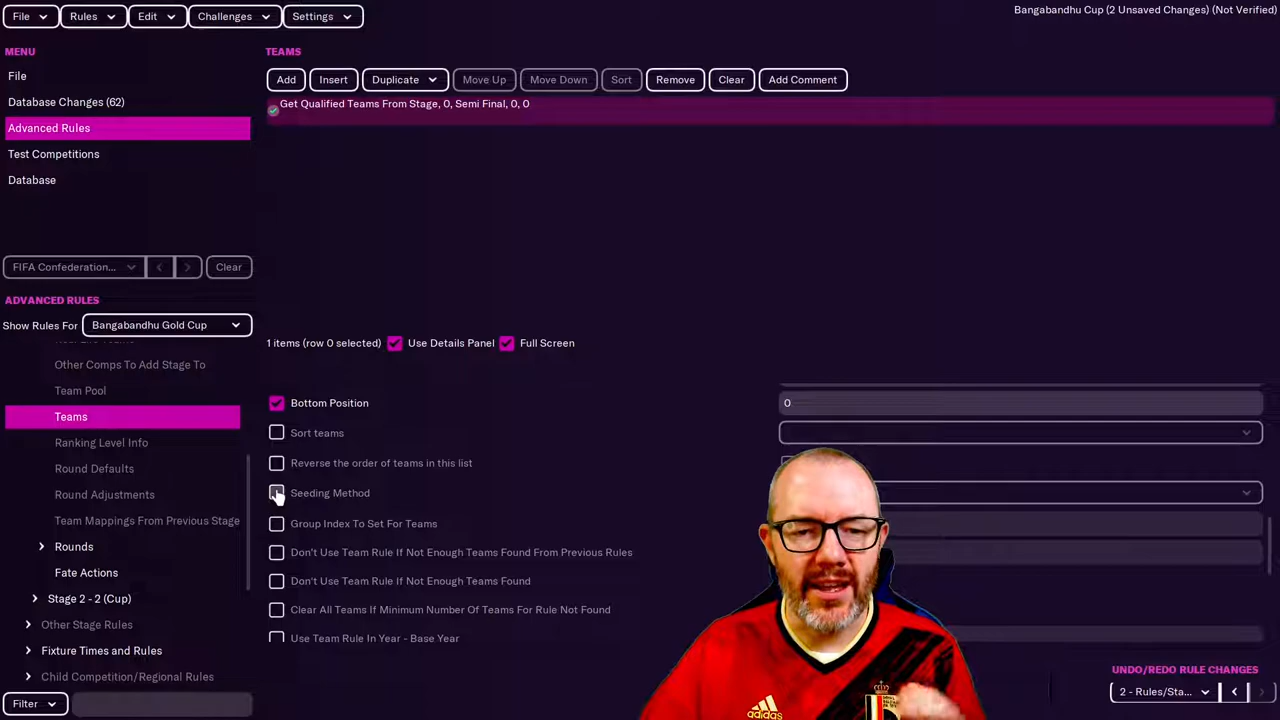 File
Rules
Edit
Challenges
Settings
Bangabandhu Cup (2 Unsaved Changes) (Not Verified)
MENU
File
Database Changes (62)
Advanced Rules
Test Competitions
Database
FIFA Confederation...
Clear
ADVANCED RULES
Show Rules For
Bangabandhu Gold Cup
Other Comps To Add Stage To
Team Pool
Teams
Ranking Level Info
Round Defaults
Round Adjustments
Team Mappings From Previous Stage
Rounds
Fate Actions
Stage 2 - 2 (Cup)
Other Stage Rules
Fixture Times and Rules
Child Competition/Regional Rules
Filter
TEAMS
Add
Insert
Duplicate
Move Up
Move Down
Sort
Remove
Clear
Add Comment
Get Qualified Teams From Stage, 0, Semi Final, 0, 0
1 items (row 0 selected)
Use Details Panel
Full Screen
Bottom Position
0
Sort teams
Reverse the order of teams in this list
Seeding Method
Group Index To Set For Teams
Don't Use Team Rule If Not Enough Teams Found From Previous Rules
Don't Use Team Rule If Not Enough Teams Found
Clear All Teams If Minimum Number Of Teams For Rule Not Found
Use Team Rule In Year - Base Year
adidas
UNDO/REDO RULE CHANGES
2 - Rules/Sta...